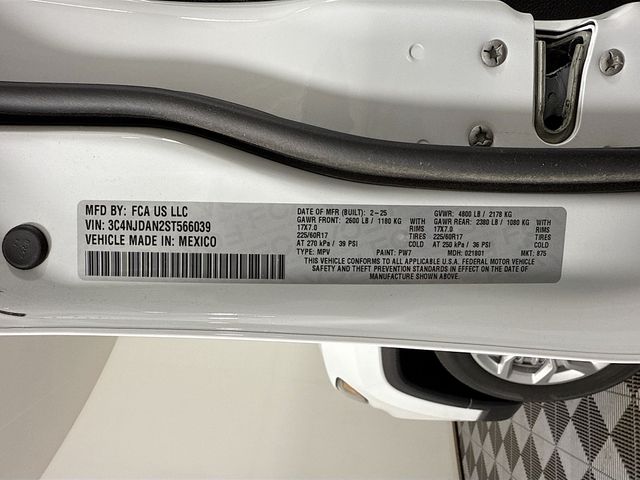 MFD BY: FCA US LLC
VIN: 3C4NJDAN2ST566039
VEHICLE MADE IN: MEXICO
DATE OF MFR (BUILT): 2-25
GAWR FRONT: 2600 LB / 1180 KG WITH
17X7.0 RIMS
225/60R17 TIRES
AT 270 kPa / 39 PSI COLD
TYPE: MPV PAINT: PW7
GVWR: 4800 LB / 2178 KG
GAWR REAR: 2380 LB / 1080 KG WITH
17X7.0 RIMS
225/60R17 TIRES
AT 250 kPa / 36 PSI COLD
MDH: 021801 MKT: 875
THIS VEHICLE CONFORMS TO ALL APPLICABLE U.S.A. FEDERAL MOTOR VEHICLE
SAFETY AND THEFT PREVENTION STANDARDS IN EFFECT ON THE DATE OF
MANUFACTURE SHOWN ABOVE.